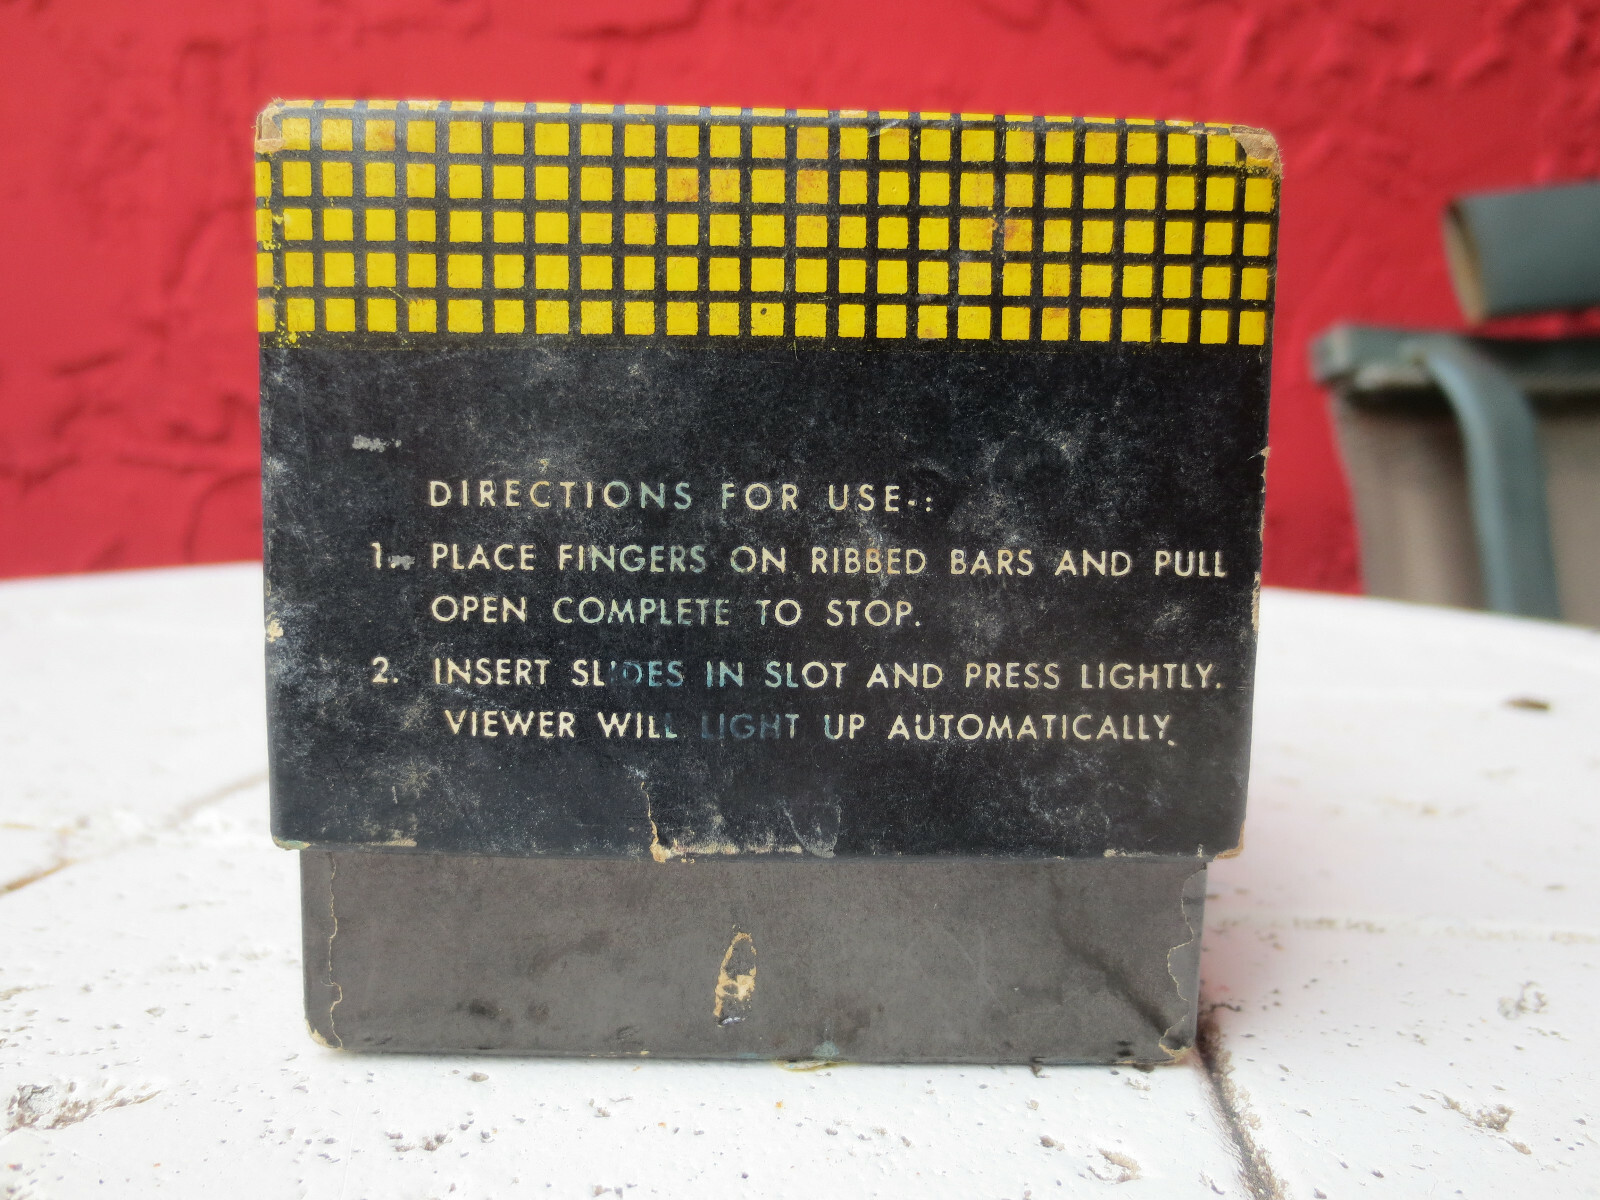 DIRECTIONS FOR USE-:
1. PLACE FINGERS ON RIBBED BARS AND PULL
OPEN COMPLETE TO STOP.
2. INSERT SLIDES IN SLOT AND PRESS LIGHTLY.
VIEWER WILL LIGHT UP AUTOMATICALLY.